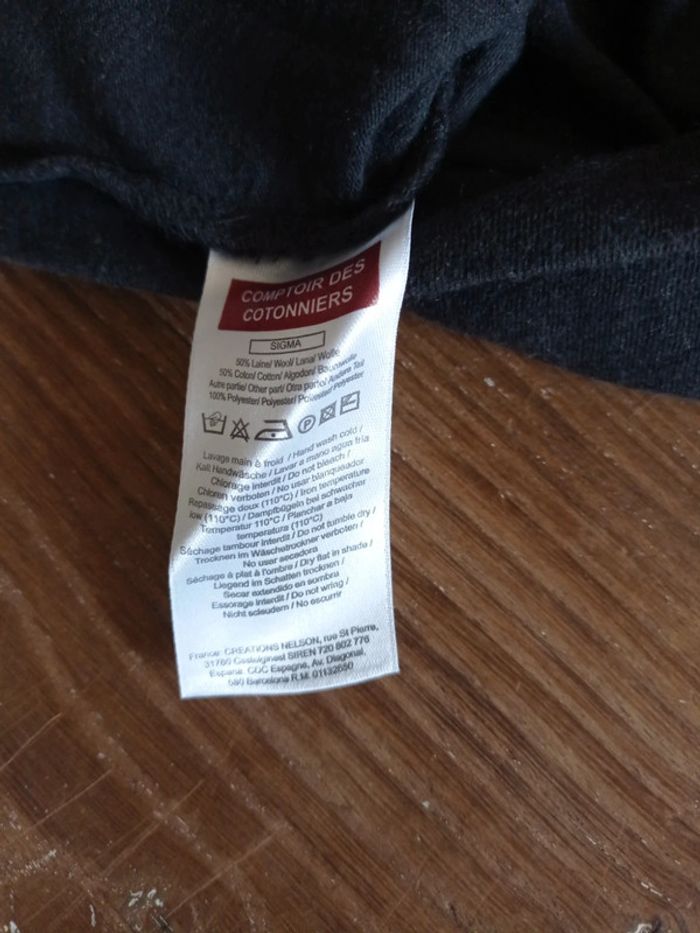 COMPTOIR DES
COTONNIERS
SIGMA
50% Laine/ Wool/ Lana/ Wolle
50% Coton/ Cotton/ Algodon/ Baumwolle
Autre partie/ Other part/ Otra parte/ Andere Teil
100% Polyester/ Polyester/ Poliester/ Polyester
P
Lavage main à froid / Hand wash cold /
Kalt Handwäsche / Lavar a mano agua fria
Chlorage interdit / Do not bleach /
Chloren verboten / No usar blanqueador
Repassage doux (110°C) / Iron temperature
low (110°C) / Dampfbügeln bei schwacher
Temperatur 110°C / Planchar a baja
temperatura (110°C)
Séchage tambour interdit / Do not tumble dry /
Trocknen im Wäschetrockner verboten /
No usar secadora
Séchage à plat à l'ombre / Dry flat in shade /
Liegend im Schatten trocknen /
Secar extendido en sombra
Essorage interdit / Do not wring /
Nicht schleudern / No escurrir
France: CREATIONS NELSON, rue St Pierre,
31780 Castelginest SIREN 720 802 776
Espana: CDC Espagne, Av. Diagonal,
580 Barcelona R.M. 01132650